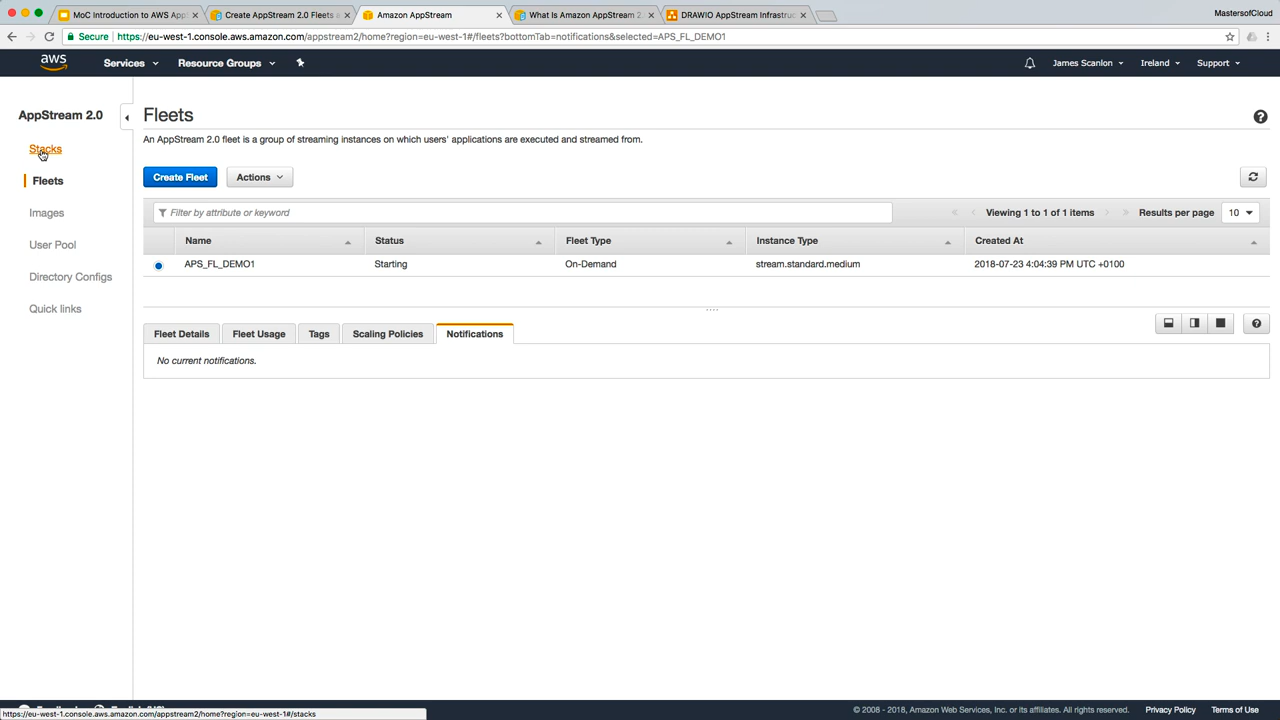 MoC Introduction to AWS App
Create AppStream 2.0 Fleets a
Amazon AppStream
What Is Amazon AppStream 2.
DRAWIO AppStream Infrastruc
MastersofCloud
Secure
https://eu-west-1.console.aws.amazon.com/appstream2/home?region=eu-west-1#/fleets?bottomTab=notifications&selected=APS_FL_DEMO1
aws
Services
Resource Groups
James Scanlon
Ireland
Support
AppStream 2.0
Stacks
Fleets
Images
User Pool
Directory Configs
Quick links
Fleets
An AppStream 2.0 fleet is a group of streaming instances on which users' applications are executed and streamed from.
Create Fleet
Actions
Filter by attribute or keyword
Viewing 1 to 1 of 1 items
Results per page
10
Name
Status
Fleet Type
Instance Type
Created At
APS_FL_DEMO1
Starting
On-Demand
stream.standard.medium
2018-07-23 4:04:39 PM UTC +0100
Fleet Details
Fleet Usage
Tags
Scaling Policies
Notifications
No current notifications.
https://eu-west-1.console.aws.amazon.com/appstream2/home?region=eu-west-1#/stacks
© 2008 - 2018, Amazon Web Services, Inc. or its affiliates. All rights reserved.
Privacy Policy
Terms of Use